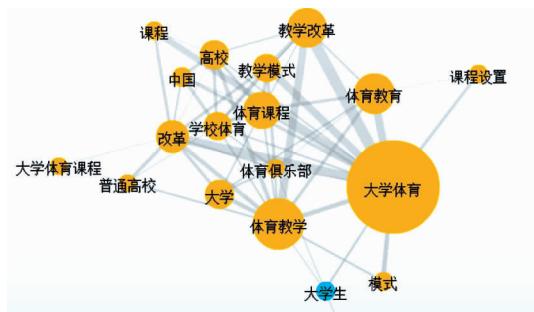 课程
教学改革
高校
教学模式
中国
课程设置
体育教育
体育课程
学校体育
改革
大学体育课程
体育俱乐部
普通高校
大学
大学体育
体育教学
模式
大学生